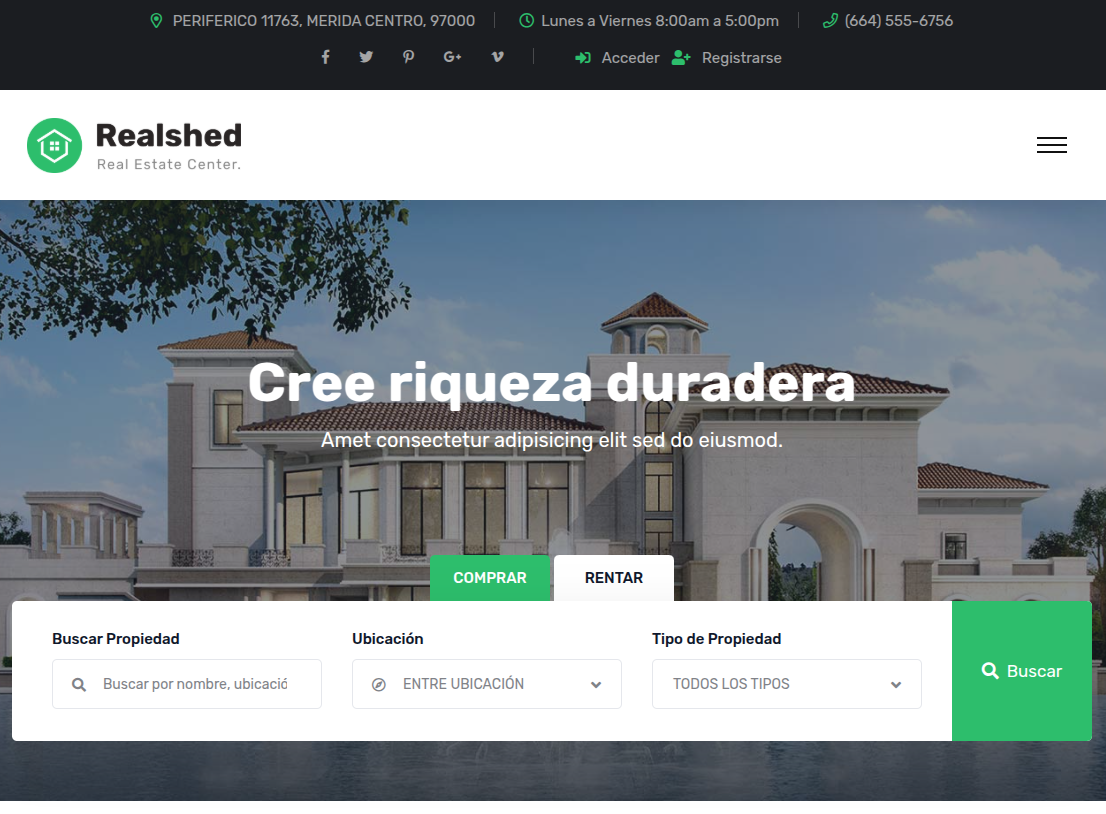 PERIFERICO 11763, MERIDA CENTRO, 97000 Lunes a Viernes 8:00am a 5:00pm (664) 555-6756
Acceder Registrarse
Realshed
Real Estate Center.
Cree riqueza duradera
Amet consectetur adipisicing elit sed do eiusmod.
COMPRAR RENTAR
Buscar Propiedad Ubicación Tipo de Propiedad
Buscar por nombre, ubicació ENTRE UBICACIÓN TODOS LOS TIPOS
Buscar